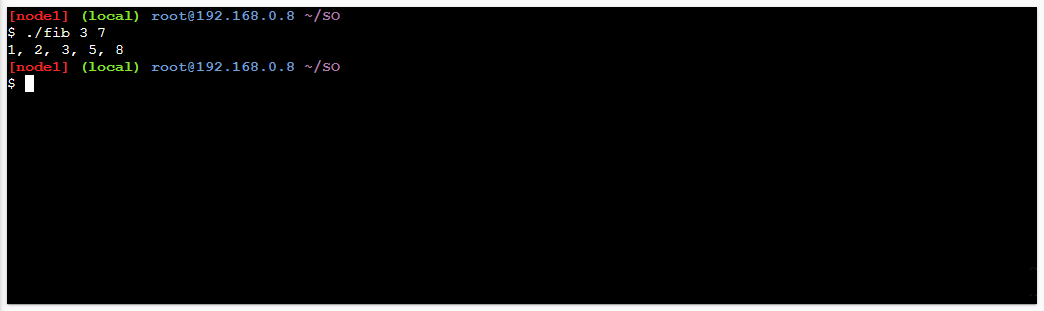 [node1] (local) root@192.168.0.8 ~/so
$ ./fib 3 7
1, 2, 3, 5, 8
[node1] (local) root@192.168.0.8 ~/so
$